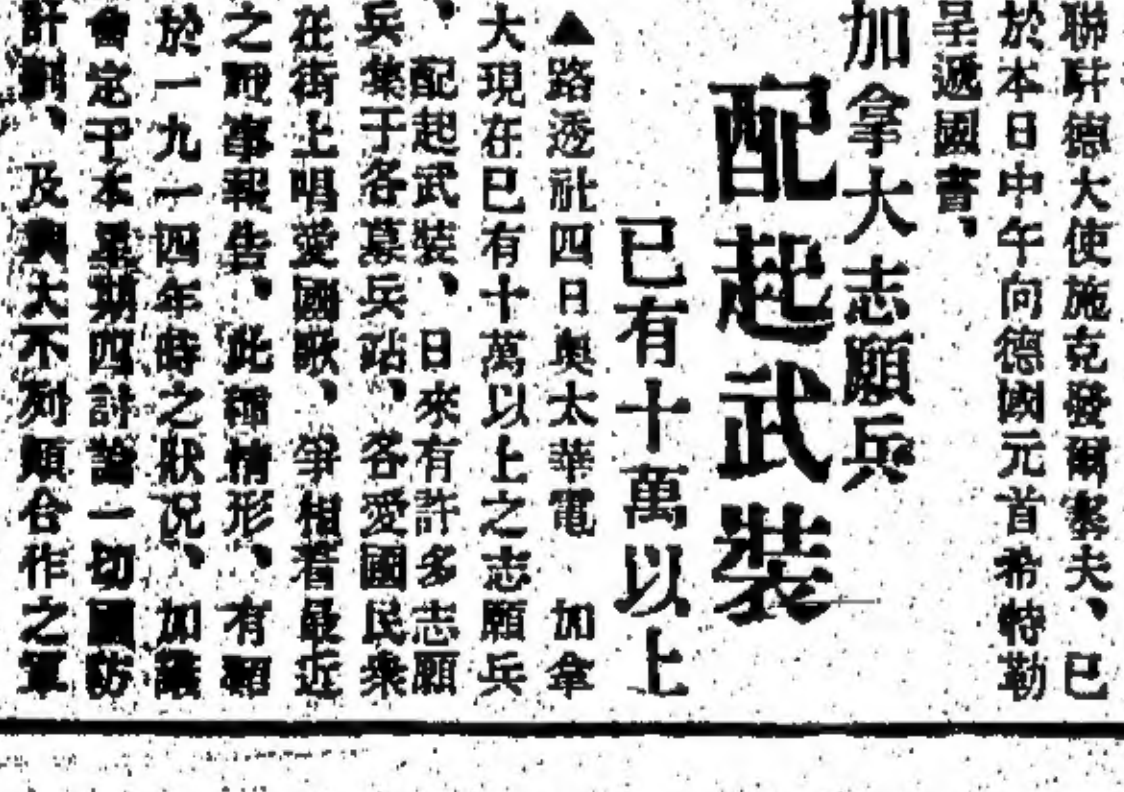 聯駐德大使施克發爾塞夫、已
於本日中午向德國元首希特勒
呈遞國書、
加拿大志願兵
配起武裝
已有十萬以上
▲路透社四日奧太華電　加拿
大現在已有十萬以上之志願兵
、配起武裝、日來有許多志願
兵集于各募兵站、各愛國民衆
在街上唱愛國歌、爭相看最近
之戰事報告、此種情形、有類
於一九一四年時之狀况、加議
會定于本星期四討論一切國防
計劃、及與大不列顛合作之軍